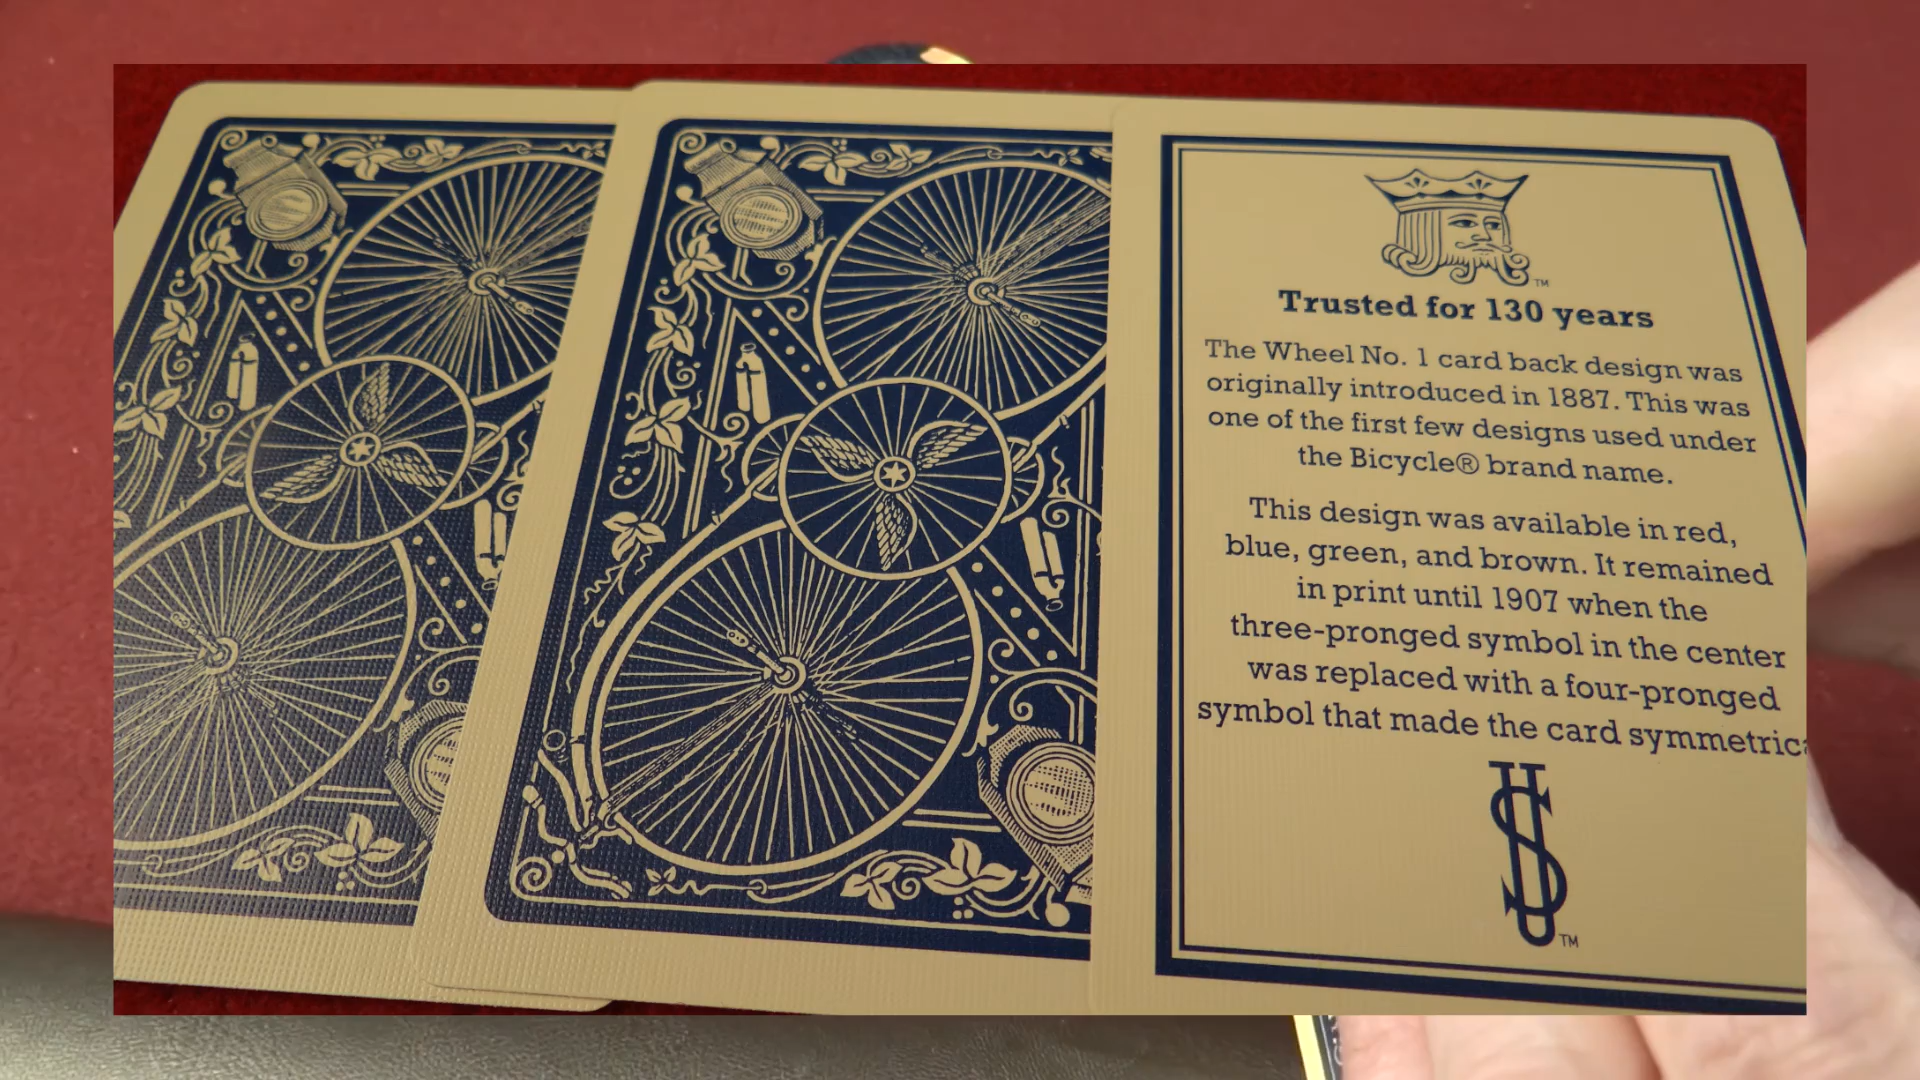 ™
Trusted for 130 years
The Wheel No. 1 card back design was
originally introduced in 1887. This was
one of the first few designs used under
the Bicycle® brand name.
This design was available in red,
blue, green, and brown. It remained
in print until 1907 when the
three-pronged symbol in the center
was replaced with a four-pronged
symbol that made the card
US
™